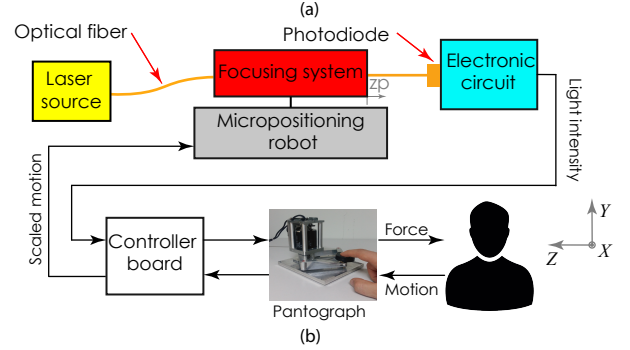 (a)
Optical fiber
Photodiode
Laser
source
Focusing system
Electronic
circuit
zp
Micropositioning
robot
Light intensity
Scaled motion
Controller
board
Force
Motion
Pantograph
Y
Z
X
(b)